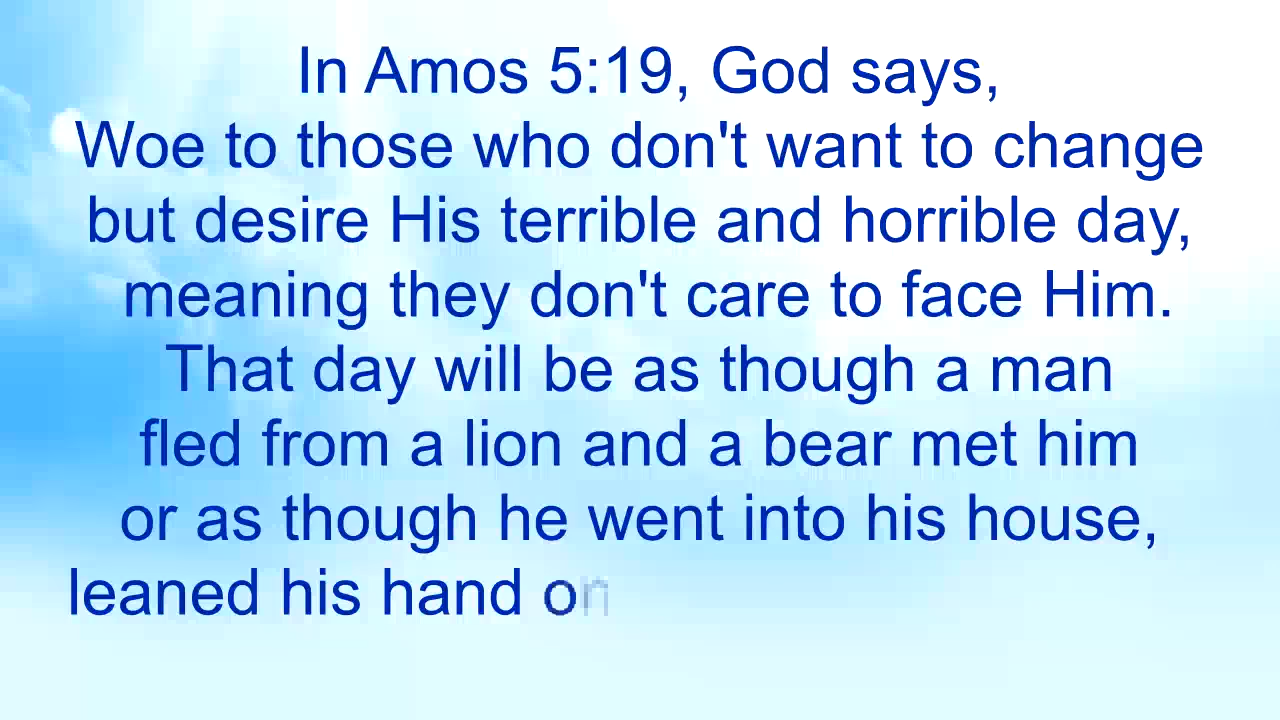 In Amos 5:19, God says,
Woe to those who don't want to change
but desire His terrible and horrible day,
meaning they don't care to face Him.
That day will be as though a man
fled from a lion and a bear met him
or as though he went into his house,
leaned his hand on